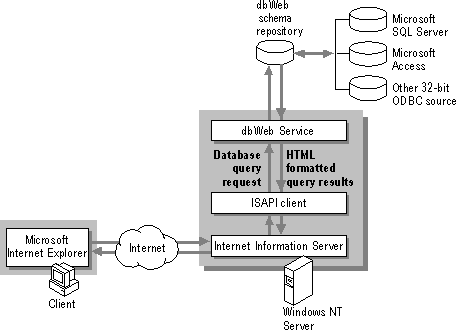 dbWeb
schema
repository
Microsoft
SQL Server
Microsoft
Access
Other 32-bit
ODBC source
dbWeb Service
Database
query
request
HTML
formatted
query results
ISAPI client
Microsoft
Internet Explorer
Internet
Internet Information Server
Client
Windows NT
Server